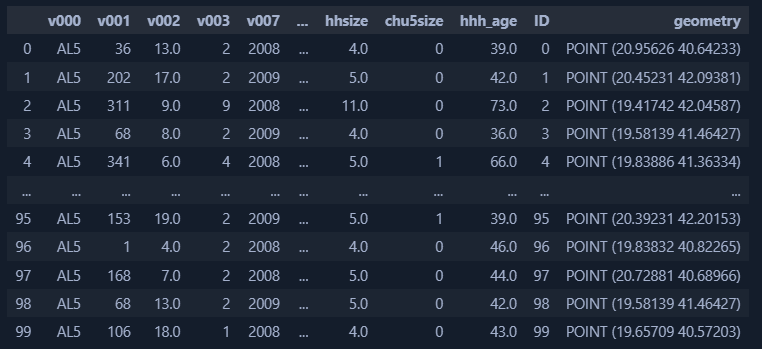 v000 v001 v002 v003 v007 ... hhsize chu5size hhh_age ID geometry
0 AL5 36 13.0 2 2008 ... 4.0 0 39.0 0 POINT (20.95626 40.64233)
1 AL5 202 17.0 2 2009 ... 5.0 0 42.0 1 POINT (20.45231 42.09381)
2 AL5 311 9.0 9 2008 ... 11.0 0 73.0 2 POINT (19.41742 42.04587)
3 AL5 68 8.0 2 2009 ... 4.0 0 36.0 3 POINT (19.58139 41.46427)
4 AL5 341 6.0 4 2008 ... 5.0 1 66.0 4 POINT (19.83886 41.36334)
... ... ... ... ... ... ... ... ... ... ... ...
95 AL5 153 19.0 2 2009 ... 5.0 1 39.0 95 POINT (20.39231 42.20153)
96 AL5 1 4.0 2 2008 ... 4.0 0 46.0 96 POINT (19.83832 40.82265)
97 AL5 168 7.0 2 2008 ... 5.0 0 44.0 97 POINT (20.72881 40.68966)
98 AL5 68 13.0 2 2009 ... 5.0 0 42.0 98 POINT (19.58139 41.46427)
99 AL5 106 18.0 1 2008 ... 4.0 0 43.0 99 POINT (19.65709 40.57203)